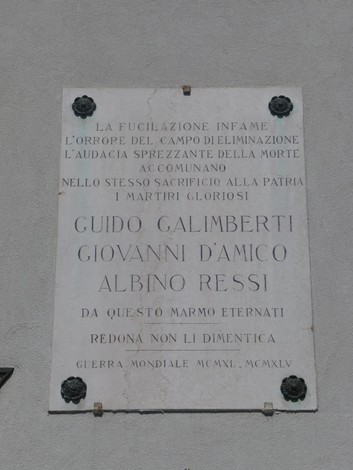 LA FUCILAZIONE INFAME
L'ORRORE DEL CAMPO DI ELIMINAZIONE
L'AUDACIA SPREZZANTE DELLA MORTE
ACCOMUNANO
NELLO STESSO SACRIFICIO ALLA PATRIA
I MARTIRI GLORIOSI
GUIDO GALIMBERTI
GIOVANNI D'AMICO
ALBINO RESSI
DA QUESTO MARMO ETERNATI
REDONA NON LI DIMENTICA
GUERRA MONDIALE MCMXL, MCMXLV